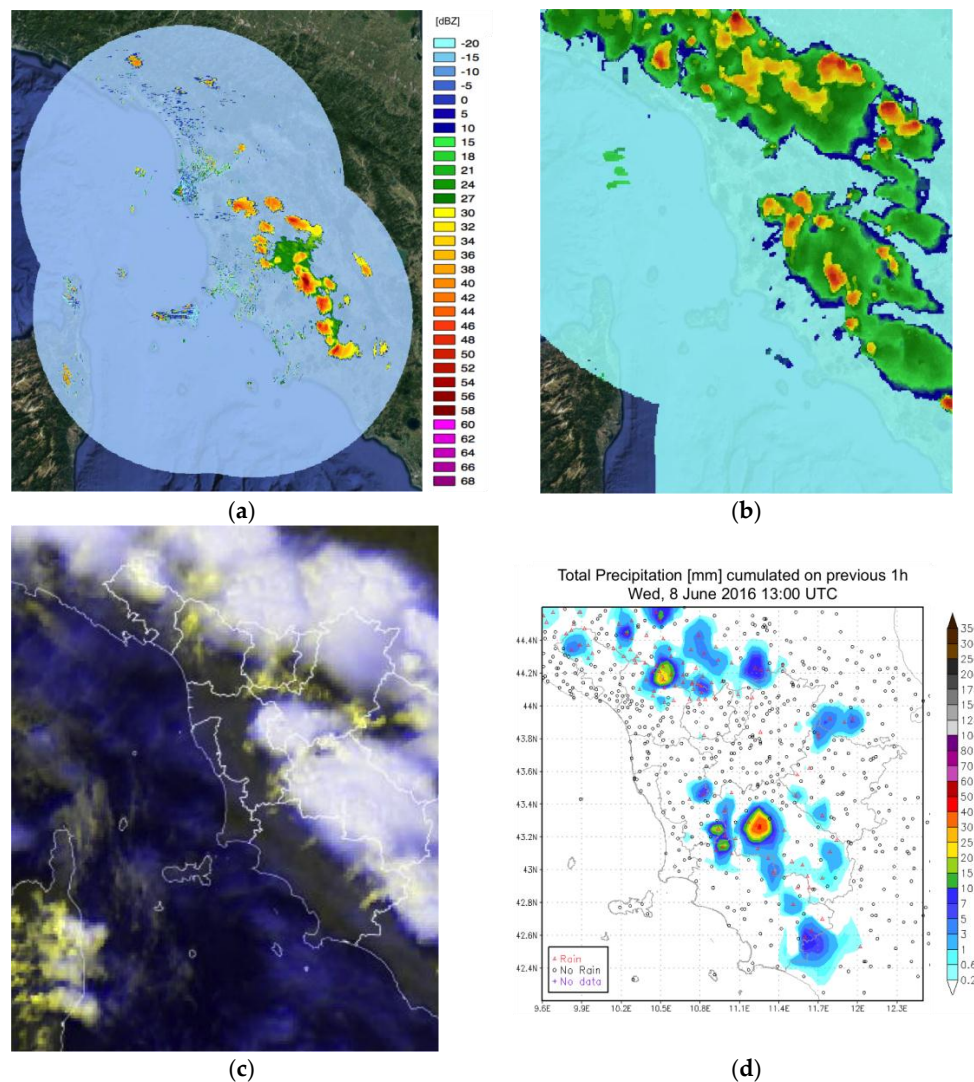 [dBZ]
-20
-15
-10
-5
0
5
10
15
18
21
24
27
30
32
34
36
38
40
42
44
46
48
50
52
54
56
58
60
62
64
66
68
(a)
(b)
Total Precipitation [mm] cumulated on previous 1h
Wed, 8 June 2016 13:00 UTC
44.4N
44.2N
44N
43.8N
43.6N
43.4N
43.2N
43N
42.8N
42.6N
42.4N
Rain
No Rain
No data
9.6E 9.9E 10.2E 10.5E 10.8E 11.1E 11.4E 11.7E 12E 12.3E
(c)
(d)